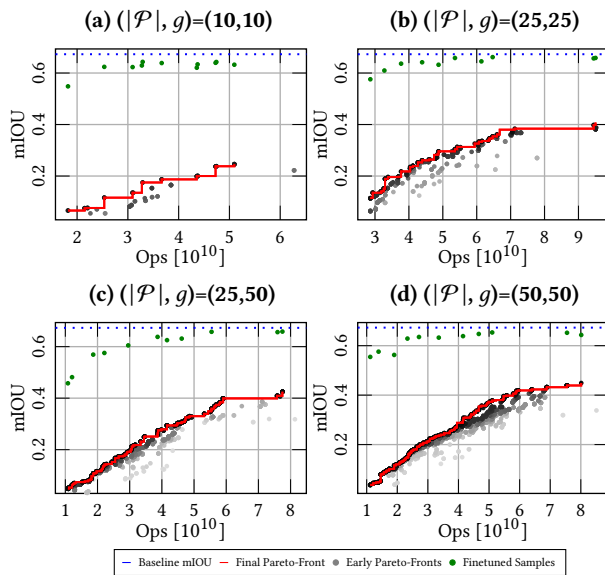 (a) (|𝒫|, g)=(10,10)
mIOU
0.6
0.4
0.2
2 3 4 5 6
Ops [10^10]
(b) (|𝒫|, g)=(25,25)
mIOU
0.6
0.4
0.2
3 4 5 6 7 8 9
Ops [10^10]
(c) (|𝒫|, g)=(25,50)
mIOU
0.6
0.4
0.2
1 2 3 4 5 6 7 8
Ops [10^10]
(d) (|𝒫|, g)=(50,50)
mIOU
0.6
0.4
0.2
1 2 3 4 5 6 7 8
Ops [10^10]
Baseline mIOU Final Pareto-Front Early Pareto-Fronts Finetuned Samples